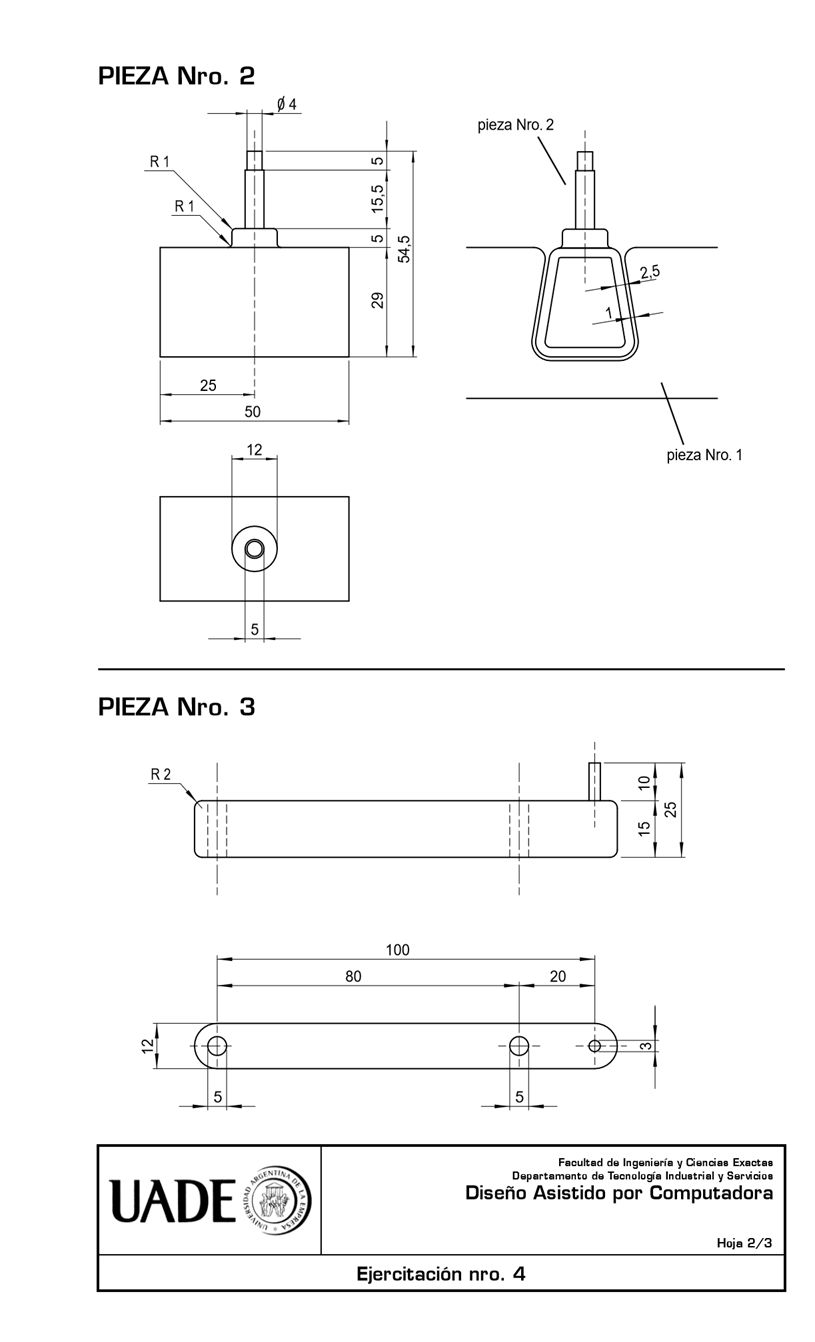 PIEZA Nro. 2
Ø 4
pieza Nro. 2
R 1
5
R 1
15,5
5
54,5
2,5
29
1
25
50
12
pieza Nro. 1
5
PIEZA Nro. 3
R 2
10
25
15
100
80
20
12
3
5
5
UADE
UNIVERSIDAD ARGENTINA DE LA EMPRESA
Facultad de Ingeniería y Ciencias Exactas
Departamento de Tecnología Industrial y Servicios
Diseño Asistido por Computadora
Hoja 2/3
Ejercitación nro. 4